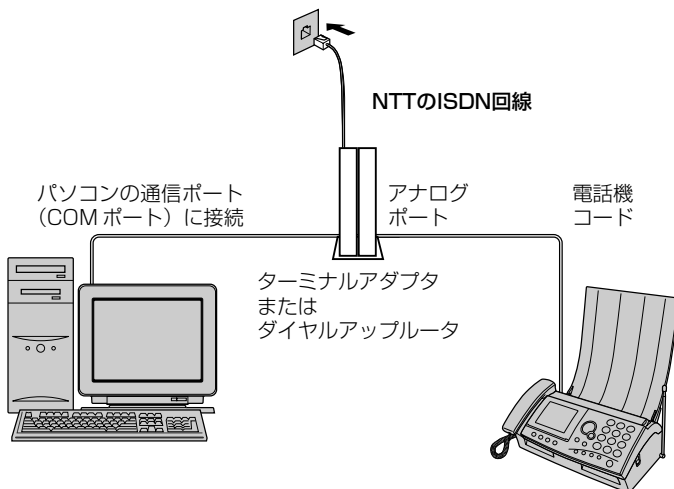 NTTのISDN回線
パソコンの通信ポート
（COM ポート）に接続
アナログ
ポート
電話機
コード
ターミナルアダプタ
または
ダイヤルアップルータ